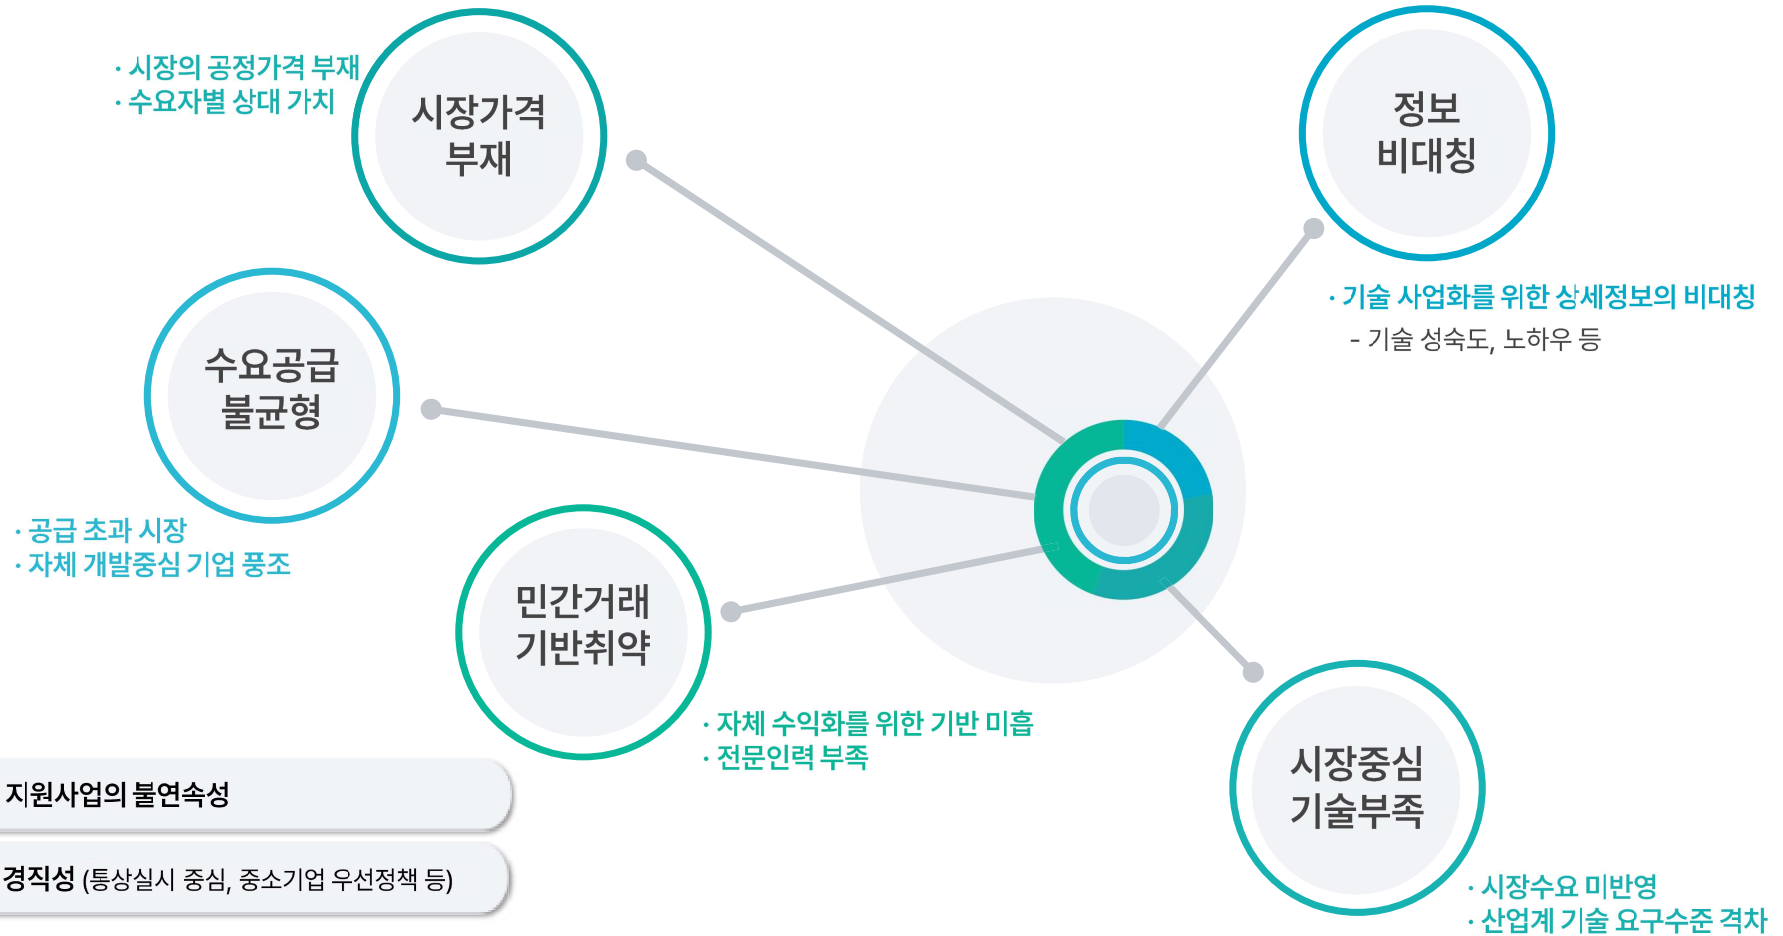 · 시장의 공정가격 부재
· 수요자별 상대 가치
시장가격
부재
정보
비대칭
· 기술 사업화를 위한 상세정보의 비대칭
- 기술 성숙도, 노하우 등
수요공급
불균형
· 공급 초과 시장
· 자체 개발중심 기업 풍조
민간거래
기반취약
· 자체 수익화를 위한 기반 미흡
· 전문인력 부족
시장중심
기술부족
· 시장수요 미반영
· 산업계 기술 요구수준 격차
지원사업의 불연속성
경직성 (통상실시 중심, 중소기업 우선정책 등)